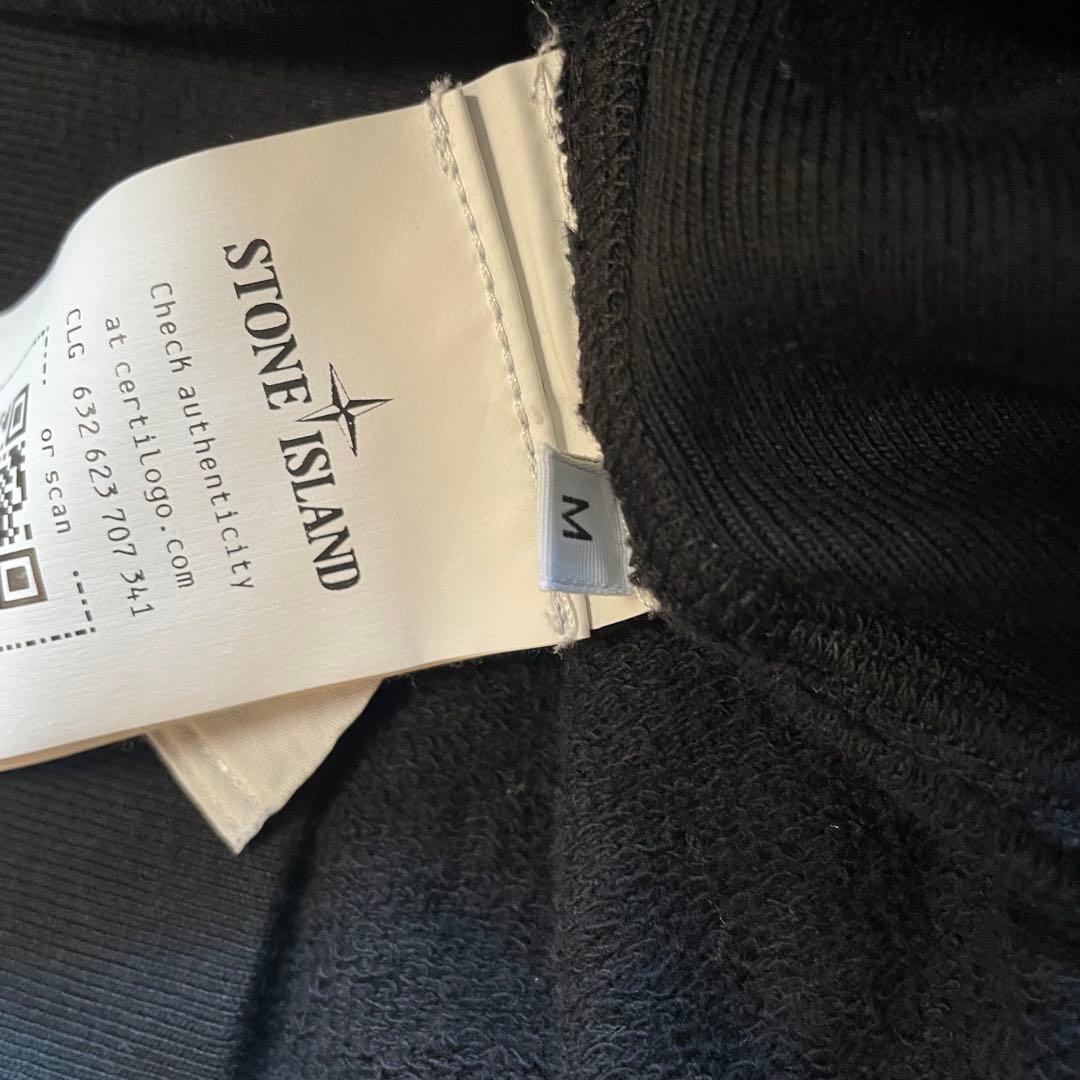 STONE ISLAND
Check authenticity
at certilogo.com
CLG 632 623 707 341
or scan
M